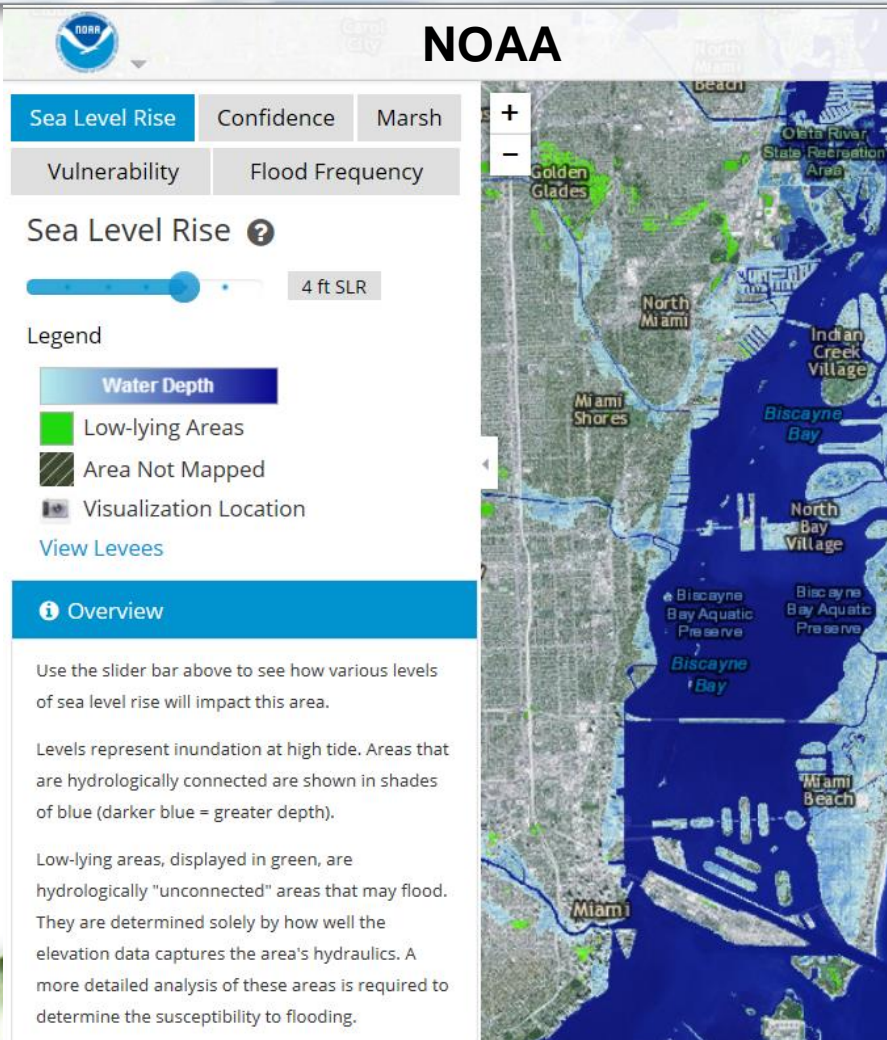 NOAA
NOAA
Sea Level Rise
Confidence
Marsh
Vulnerability
Flood Frequency
Sea Level Rise ?
4 ft SLR
Legend
Water Depth
Low-lying Areas
Area Not Mapped
Visualization Location
View Levees
Overview
Use the slider bar above to see how various levels
of sea level rise will impact this area.
Levels represent inundation at high tide. Areas that
are hydrologically connected are shown in shades
of blue (darker blue = greater depth).
Low-lying areas, displayed in green, are
hydrologically "unconnected" areas that may flood.
They are determined solely by how well the
elevation data captures the area's hydraulics. A
more detailed analysis of these areas is required to
determine the susceptibility to flooding.
+
−
Carol
City
North
Miami
Beach
Oleta River
State Recreation
Area
Golden
Glades
North
Miami
Indian
Creek
Village
Miami
Shores
Biscayne
Bay
North
Bay
Village
Biscayne
Bay Aquatic
Preserve
Biscayne
Bay Aquatic
Preserve
Biscayne
Bay
Miami
Beach
Miami